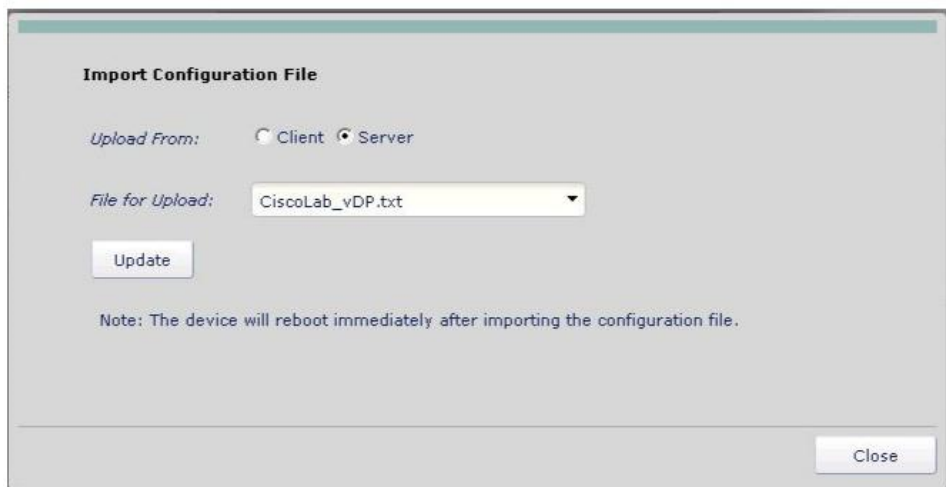 Import Configuration File
Upload From: Client Server
File for Upload: CiscoLab_vDP.txt
Update
Note: The device will reboot immediately after importing the configuration file.
Close